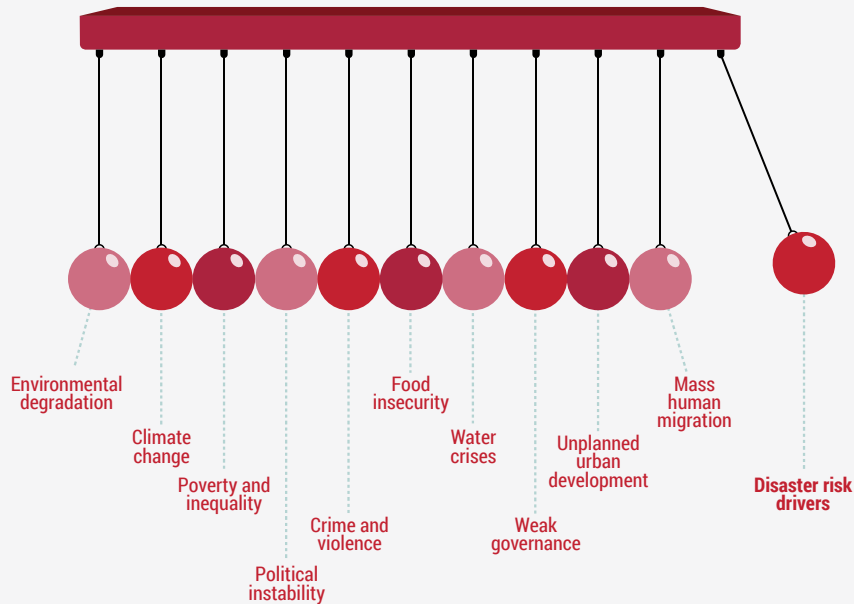 Environmental
degradation
Climate
change
Poverty and
inequality
Political
instability
Crime and
violence
Food
insecurity
Water
crises
Weak
governance
Unplanned
urban
development
Mass
human
migration
Disaster risk
drivers